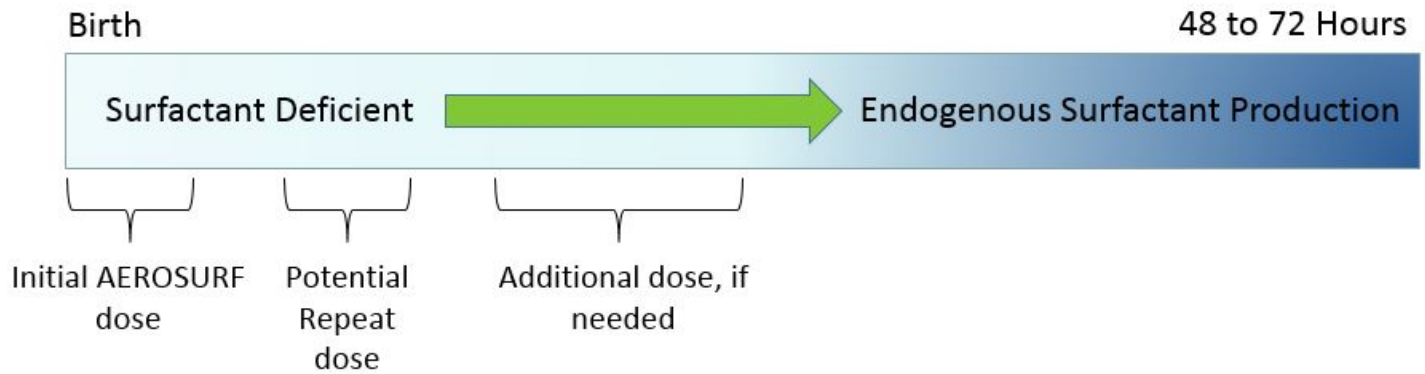 Birth
48 to 72 Hours
Surfactant Deficient
Endogenous Surfactant Production
Initial AEROSURF
dose
Potential
Repeat
dose
Additional dose, if
needed